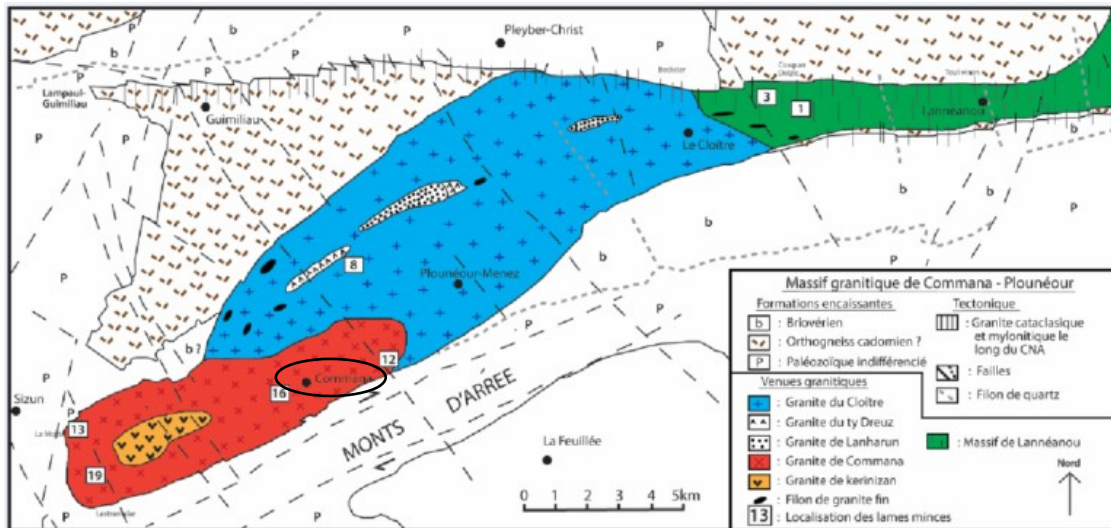 b
P
b
P
Pleyber-Christ
P
P
Lampaul-
Guimiliau
Guimiliau
P
3
1
Lannéanou
Le Cloître
b
b
P
P
8
Plounéour-Menez
b
b
P
P
b ?
12
Commana
16
P
Sizun
P
13
19
P
P
MONTS
D'ARREE
La Feuillée
0 1 2 3 4 5km
Massif granitique de Commana - Plounéour
Formations encaissantes
b : Briovérien
: Orthogneiss cadomien ?
P : Paléozoïque indifférencié
Tectonique
: Granite cataclasique
et mylonitique le
long du CNA
: Failles
: Filon de quartz
Venues granitiques
: Granite du Cloître
: Granite du ty Dreuz
: Granite de Lanharun
: Granite de Commana
: Granite de kerinizan
: Filon de granite fin
13 : Localisation des lames minces
: Massif de Lannéanou
Nord